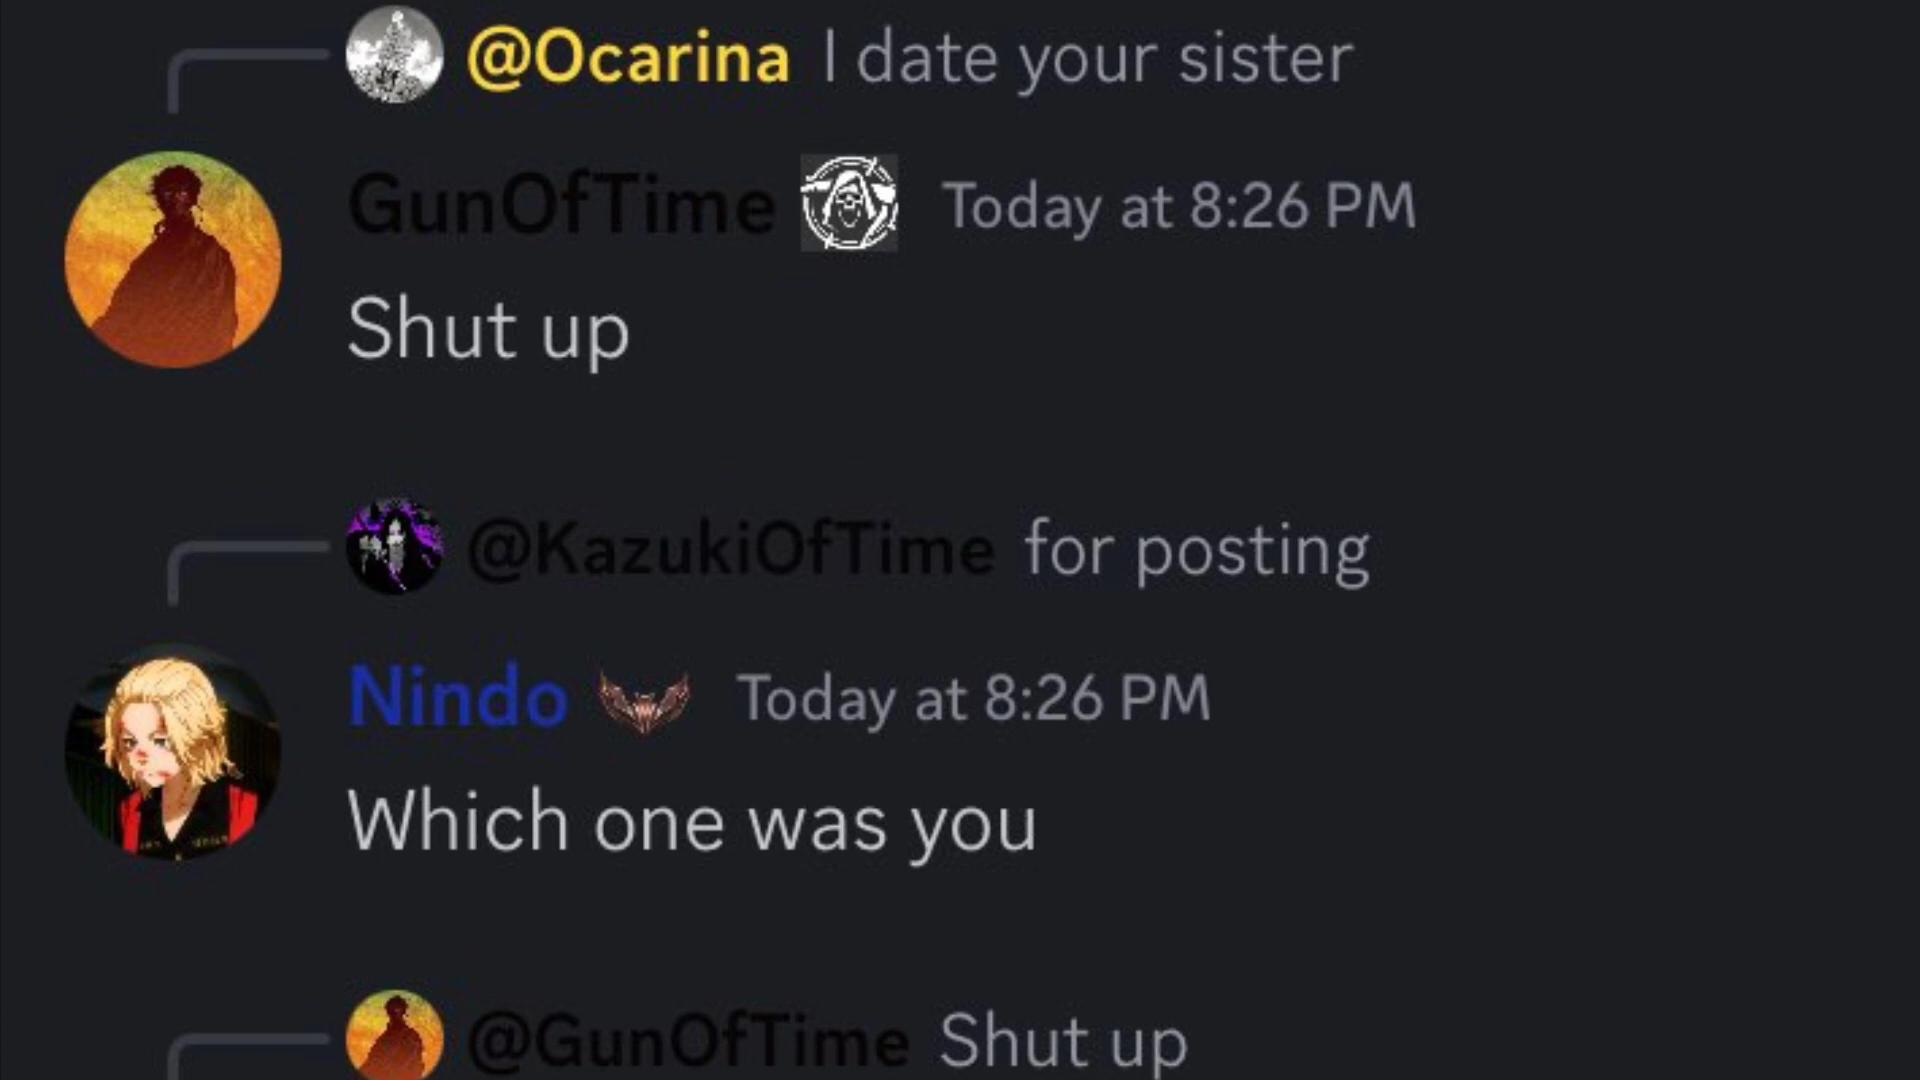 @Ocarina I date your sister
GunOfTime Today at 8:26 PM
Shut up
@KazukiOfTime for posting
Nindo Today at 8:26 PM
Which one was you
@GunOfTime Shut up